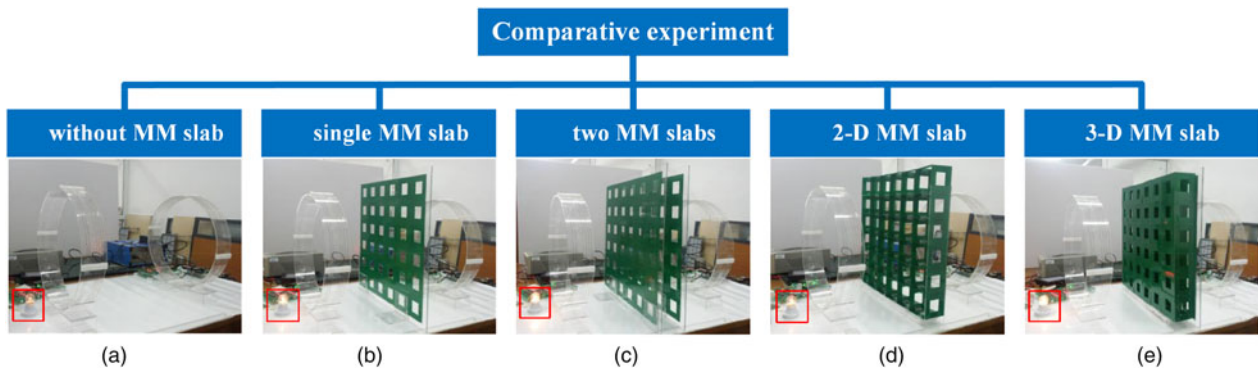 Comparative experiment
without MM slab
single MM slab
two MM slabs
2-D MM slab
3-D MM slab
(a)
(b)
(c)
(d)
(e)